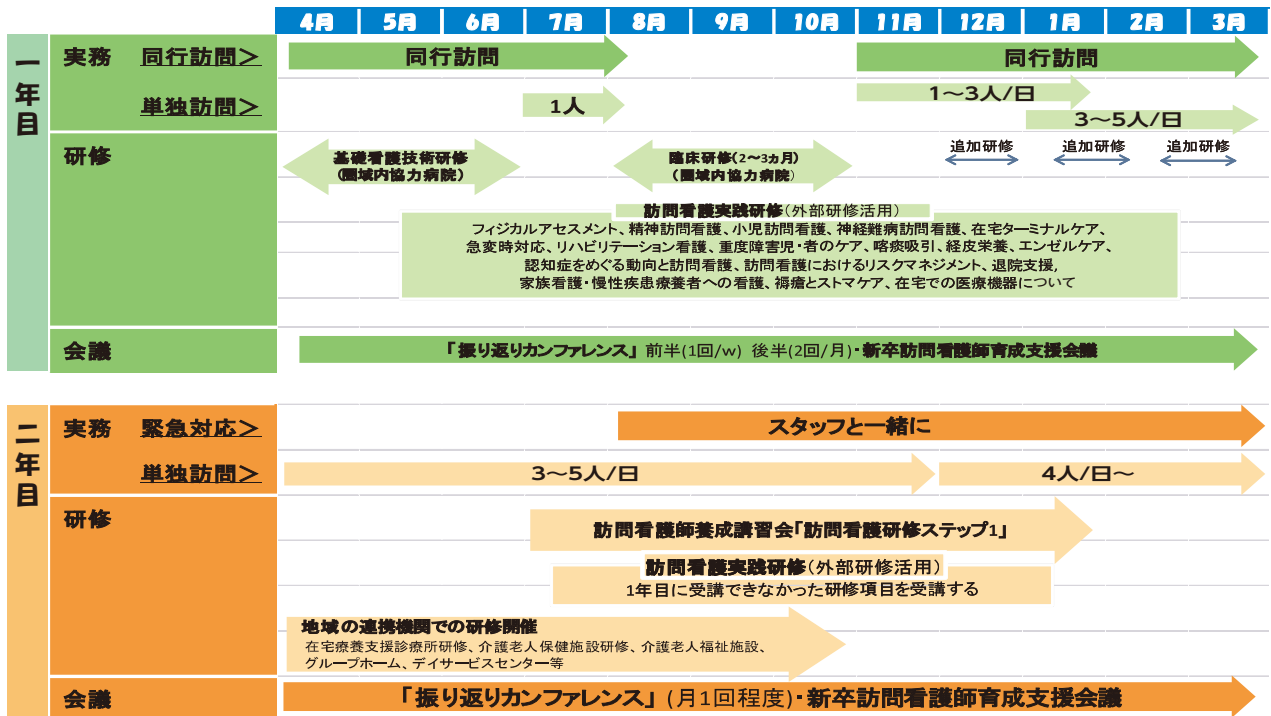 4月 5月 6月 7月 8月 9月 10月 11月 12月 1月 2月 3月
一年目
実務 同行訪問＞
同行訪問
同行訪問
単独訪問＞
1人
1～3人/日
3～5人/日
研修
基礎看護技術研修
(圏域内協力病院)
臨床研修(2～3ヵ月)
(圏域内協力病院)
追加研修
追加研修
追加研修
訪問看護実践研修(外部研修活用)
フィジカルアセスメント、精神訪問看護、小児訪問看護、神経難病訪問看護、在宅ターミナルケア、
急変時対応、リハビリテーション看護、重度障害児・者のケア、喀痰吸引、経皮栄養、エンゼルケア、
認知症をめぐる動向と訪問看護、訪問看護におけるリスクマネジメント、退院支援,
家族看護・慢性疾患療養者への看護、褥瘡とストマケア、在宅での医療機器について
会議
「振り返りカンファレンス」 前半(1回/w) 後半(2回/月)・新卒訪問看護師育成支援会議
二年目
実務 緊急対応＞
スタッフと一緒に
単独訪問＞
3～5人/日
4人/日～
研修
訪問看護師養成講習会「訪問看護研修ステップ1」
訪問看護実践研修(外部研修活用)
1年目に受講できなかった研修項目を受講する
地域の連携機関での研修開催
在宅療養支援診療所研修、介護老人保健施設研修、介護老人福祉施設、
グループホーム、デイサービスセンター等
会議
「振り返りカンファレンス」 (月1回程度)・新卒訪問看護師育成支援会議